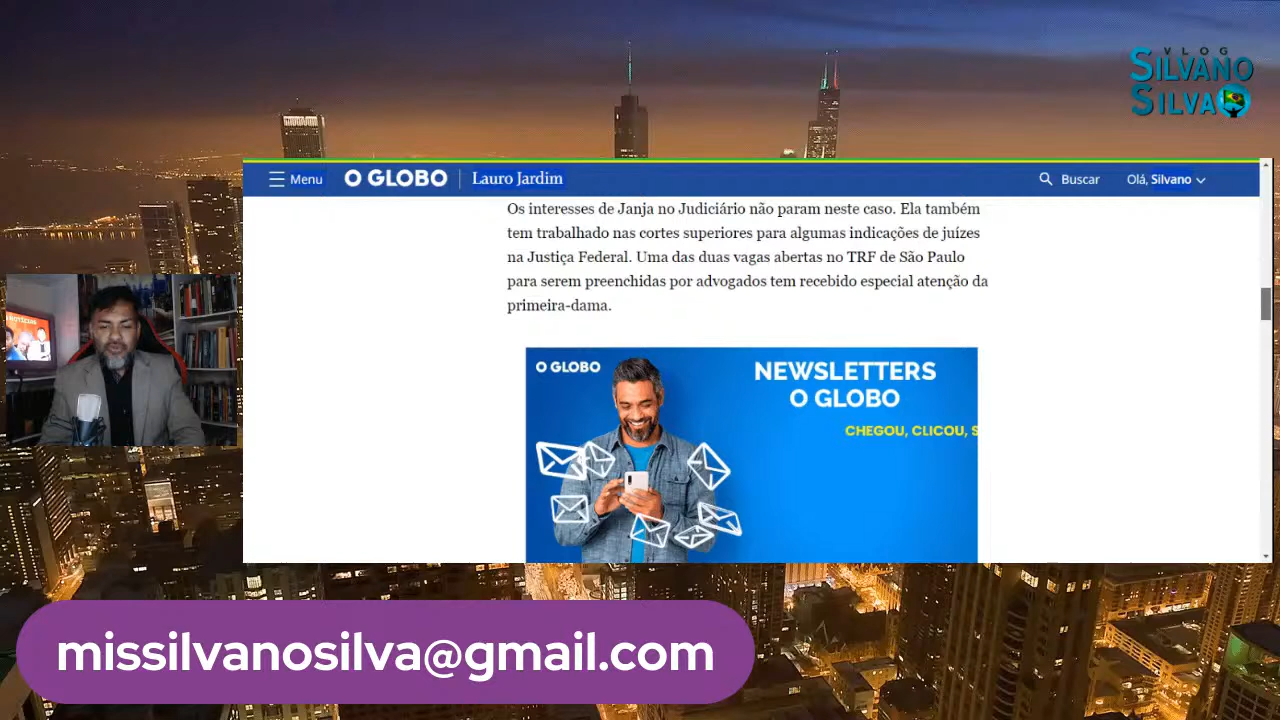 VLOG
SILVANO
SILVA
Menu
O GLOBO
Lauro Jardim
Buscar
Olá, Silvano
Os interesses de Janja no Judiciário não param neste caso. Ela também
tem trabalhado nas cortes superiores para algumas indicações de juízes
na Justiça Federal. Uma das duas vagas abertas no TRF de São Paulo
para serem preenchidas por advogados tem recebido especial atenção da
primeira-dama.
O GLOBO
NEWSLETTERS
O GLOBO
CHEGOU, CLICOU, S
NOTÍCIAS
missilvanosilva@gmail.com